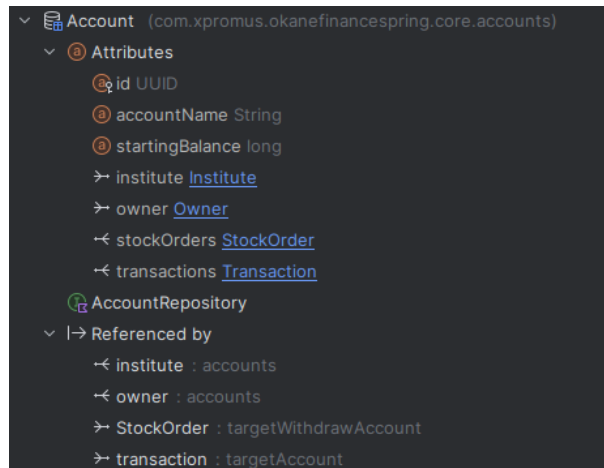 Account (com.xpromus.okanefinancespring.core.accounts)
Attributes
id UUID
accountName String
startingBalance long
institute Institute
owner Owner
stockOrders StockOrder
transactions Transaction
AccountRepository
Referenced by
institute : accounts
owner : accounts
StockOrder : targetWithdrawAccount
transaction : targetAccount